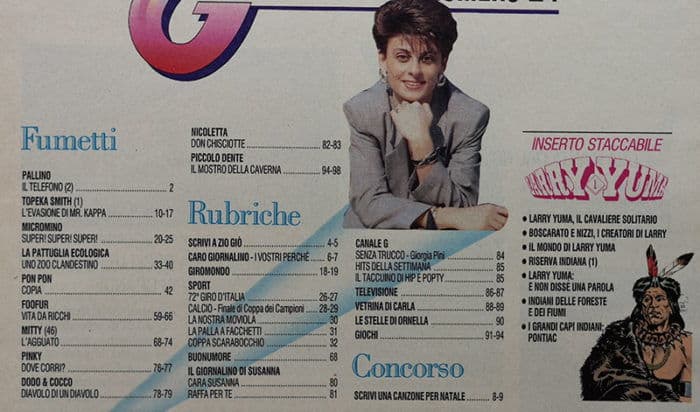 G
Fumetti
PALLINO
IL TELEFONO (2) 2
TOPEKA SMITH (1)
L'EVASIONE DI MR. KAPPA 10-17
MICROMINO
SUPER! SUPER! SUPER! 20-25
LA PATTUGLIA ECOLOGICA
UNO ZOO CLANDESTINO 33-40
PON PON
COPIA 42
FOOFUR
VITA DA RICCHI 59-66
MITTY (46)
L'AGGUATO 68-74
PINKY
DOVE CORRI? 76-77
DODO & COCCO
DIAVOLO DI UN DIAVOLO 78-79
NICOLETTA
DON CHISCIOTTE 82-83
PICCOLO DENTE
IL MOSTRO DELLA CAVERNA 94-98
Rubriche
SCRIVI A ZIO GIÒ 4-5
CARO GIORNALINO - I VOSTRI PERCHÉ 6-7
GIROMONDO 18-19
SPORT
72° GIRO D'ITALIA 26-27
CALCIO - Finale di Coppa dei Campioni 28-29
LA NOSTRA MOVIOLA 30
LA PALLA A FACCHETTI 31
COPPA SCARABOCCHIO 32
BUONUMORE 68
IL GIORNALINO DI SUSANNA
CARA SUSANNA 80
RAFFA PER TE 81
CANALE G
SENZA TRUCCO - Giorgia Pini 84
HITS DELLA SETTIMANA 85
IL TACCUINO DI HIP E POPTY 85
TELEVISIONE 86-87
VETRINA DI CARLA 88-89
LE STELLE DI ORNELLA 90
GIOCHI 91-94
Concorso
SCRIVI UNA CANZONE PER NATALE 8-9
INSERTO STACCABILE
LARRY YUMA
• LARRY YUMA, IL CAVALIERE SOLITARIO
• BOSCARATO E NIZZI, I CREATORI DI LARRY
• IL MONDO DI LARRY YUMA
• RISERVA INDIANA (1)
• LARRY YUMA:
E NON DISSE UNA PAROLA
• INDIANI DELLE FORESTE
E DEI FIUMI
• I GRANDI CAPI INDIANI:
PONTIAC